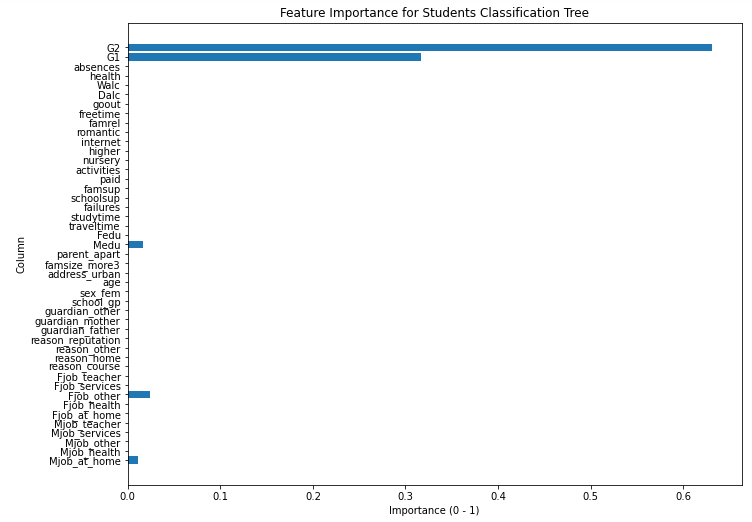 Feature Importance for Students Classification Tree
G2
G1
absences
health
Walc
Dalc
goout
freetime
famrel
romantic
internet
higher
nursery
activities
paid
famsup
schoolsup
failures
studytime
traveltime
Fedu
Medu
parent_apart
famsize_more3
address_urban
age
sex_fem
school_gp
guardian_other
guardian_mother
guardian_father
reason_reputation
reason_other
reason_home
reason_course
Fjob_teacher
Fjob_services
Fjob_other
Fjob_health
Fjob_at_home
Mjob_teacher
Mjob_services
Mjob_other
Mjob_health
Mjob_at_home
Column
0.0 0.1 0.2 0.3 0.4 0.5 0.6
Importance (0 - 1)